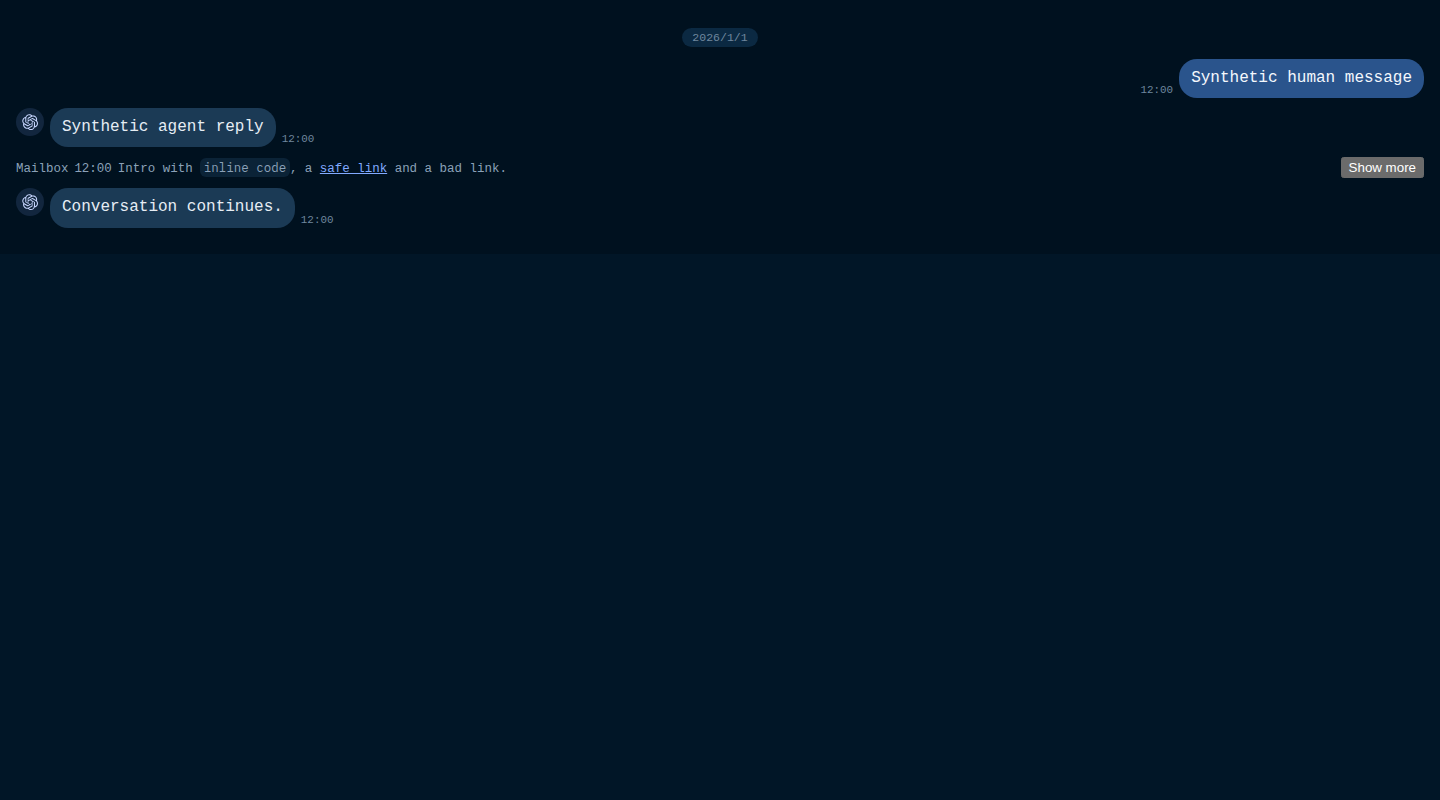 2026/1/1
12:00 Synthetic human message
Synthetic agent reply 12:00
Mailbox 12:00 Intro with inline code, a safe link and a bad link. Show more
Conversation continues. 12:00